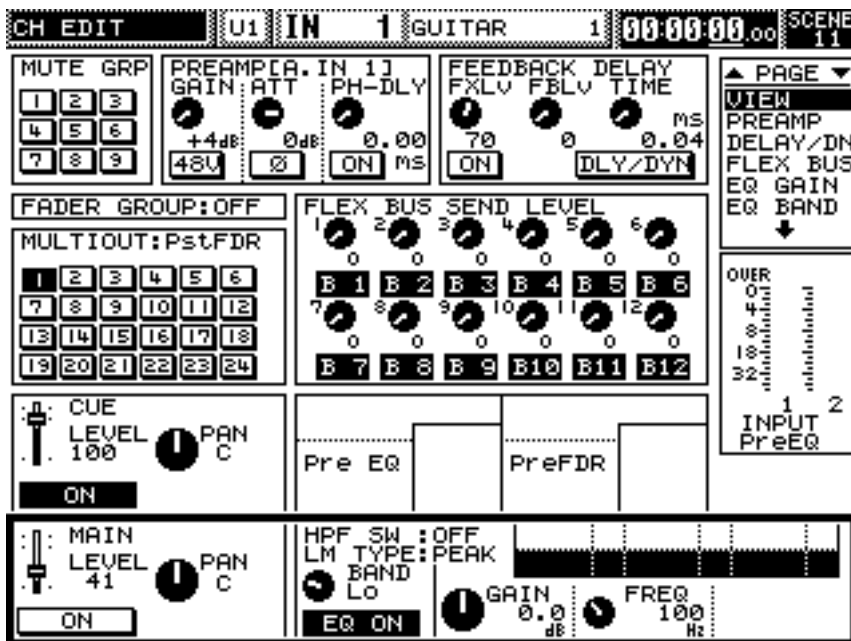 CH EDIT U1 IN 1 GUITAR 1 00:00:00.00 SCENE 11
MUTE GRP
1 2 3
4 5 6
7 8 9
PREAMP[A.IN 1]
GAIN ATT PH-DLY
+4dB 0dB 0.00
48V Ø ON MS
FEEDBACK DELAY
FXLv FBLv TIME
MS
70 0 0.04
ON DLY/DYN
▲ PAGE ▼
VIEW
PREAMP
DELAY/DN
FLEX BUS
EQ GAIN
EQ BAND
FADER GROUP:OFF
MULTIOUT:PstFDR
1 2 3 4 5 6
7 8 9 10 11 12
13 14 15 16 17 18
19 20 21 22 23 24
FLEX BUS SEND LEVEL
1 2 3 4 5 6
0 0 0 0 0 0
B 1 B 2 B 3 B 4 B 5 B 6
7 8 9 10 11 12
0 0 0 0 0 0
B 7 B 8 B 9 B10 B11 B12
OVER
0
4
8
18
32
1 2
INPUT
PreEQ
CUE
LEVEL PAN
100 C
ON
Pre EQ
PreFDR
MAIN
LEVEL PAN
41 C
ON
HPF SW :OFF
LM TYPE:PEAK
BAND
Lo
EQ ON
GAIN
0.0
dB
FREQ
100
Hz